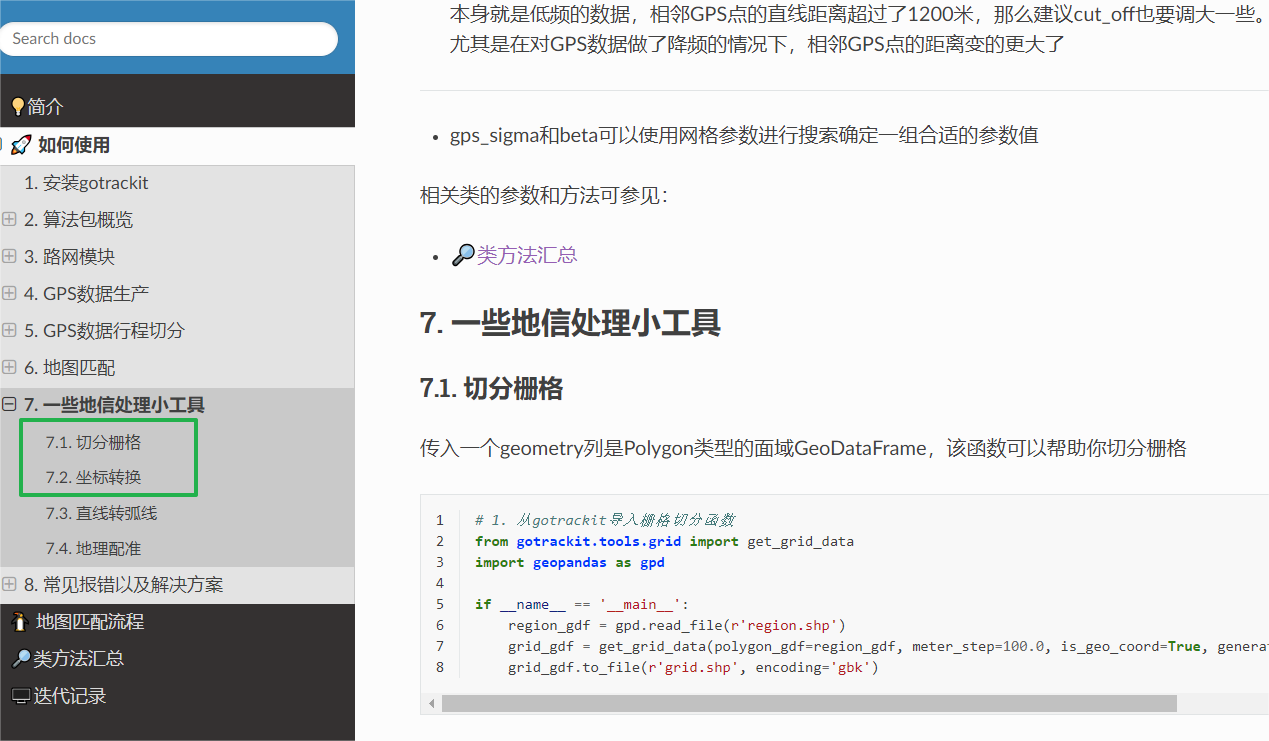 Search docs
简介
如何使用
1. 安装gotrackit
2. 算法包概览
3. 路网模块
4. GPS数据生产
5. GPS数据行程切分
6. 地图匹配
7. 一些地信处理小工具
7.1. 切分栅格
7.2. 坐标转换
7.3. 直线转弧线
7.4. 地理配准
8. 常见报错以及解决方案
地图匹配流程
类方法汇总
迭代记录
本身就是低频的数据，相邻GPS点的直线距离超过了1200米，那么建议cut_off也要调大一些。
尤其是在对GPS数据做了降频的情况下，相邻GPS点的距离变的更大了
• gps_sigma和beta可以使用网格参数进行搜索确定一组合适的参数值
相关类的参数和方法可参见：
• 类方法汇总
7. 一些地信处理小工具
7.1. 切分栅格
传入一个geometry列是Polygon类型的面域GeoDataFrame，该函数可以帮助你切分栅格
1 # 1. 从gotrackit导入栅格切分函数
2 from gotrackit.tools.grid import get_grid_data
3 import geopandas as gpd
4
5 if __name__ == '__main__':
6     region_gdf = gpd.read_file(r'region.shp')
7     grid_gdf = get_grid_data(polygon_gdf=region_gdf, meter_step=100.0, is_geo_coord=True, genera
8     grid_gdf.to_file(r'grid.shp', encoding='gbk')